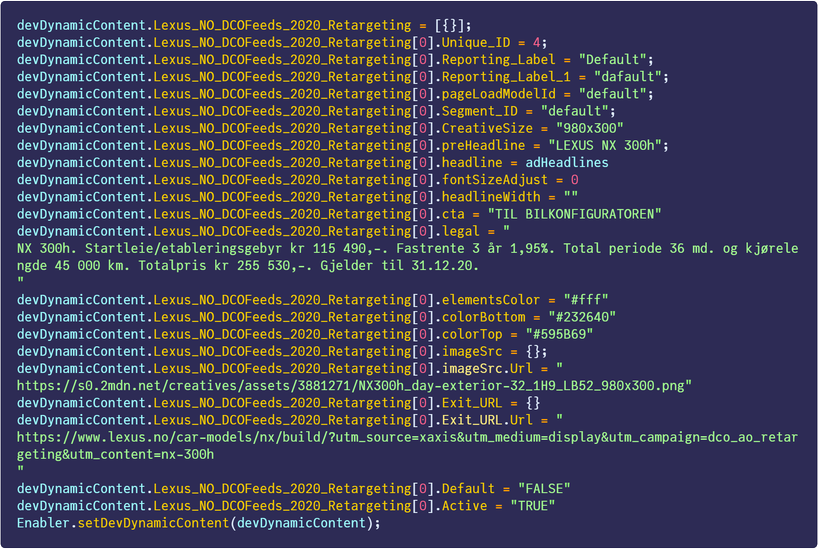 devDynamicContent.Lexus_NO_DCOFeeds_2020_Retargeting = [{}];
devDynamicContent.Lexus_NO_DCOFeeds_2020_Retargeting[0].Unique_ID = 4;
devDynamicContent.Lexus_NO_DCOFeeds_2020_Retargeting[0].Reporting_Label = "Default";
devDynamicContent.Lexus_NO_DCOFeeds_2020_Retargeting[0].Reporting_Label_1 = "dafault";
devDynamicContent.Lexus_NO_DCOFeeds_2020_Retargeting[0].pageLoadModelId = "default";
devDynamicContent.Lexus_NO_DCOFeeds_2020_Retargeting[0].Segment_ID = "default";
devDynamicContent.Lexus_NO_DCOFeeds_2020_Retargeting[0].CreativeSize = "980x300"
devDynamicContent.Lexus_NO_DCOFeeds_2020_Retargeting[0].preHeadline = "LEXUS NX 300h";
devDynamicContent.Lexus_NO_DCOFeeds_2020_Retargeting[0].headline = adHeadlines
devDynamicContent.Lexus_NO_DCOFeeds_2020_Retargeting[0].fontSizeAdjust = 0
devDynamicContent.Lexus_NO_DCOFeeds_2020_Retargeting[0].headlineWidth = ""
devDynamicContent.Lexus_NO_DCOFeeds_2020_Retargeting[0].cta = "TIL BILKONFIGURATOREN"
devDynamicContent.Lexus_NO_DCOFeeds_2020_Retargeting[0].legal = "
NX 300h. Startleie/etableringsgebyr kr 115 490,-. Fastrente 3 år 1,95%. Total periode 36 md. og kjørele
ngde 45 000 km. Totalpris kr 255 530,-. Gjelder til 31.12.20.
"
devDynamicContent.Lexus_NO_DCOFeeds_2020_Retargeting[0].elementsColor = "#fff"
devDynamicContent.Lexus_NO_DCOFeeds_2020_Retargeting[0].colorBottom = "#232640"
devDynamicContent.Lexus_NO_DCOFeeds_2020_Retargeting[0].colorTop = "#595B69"
devDynamicContent.Lexus_NO_DCOFeeds_2020_Retargeting[0].imageSrc = {};
devDynamicContent.Lexus_NO_DCOFeeds_2020_Retargeting[0].imageSrc.Url = "
https://s0.2mdn.net/creatives/assets/3881271/NX300h_day-exterior-32_1H9_LB52_980x300.png"
devDynamicContent.Lexus_NO_DCOFeeds_2020_Retargeting[0].Exit_URL = {}
devDynamicContent.Lexus_NO_DCOFeeds_2020_Retargeting[0].Exit_URL.Url = "
https://www.lexus.no/car-models/nx/build/?utm_source=xaxis&utm_medium=display&utm_campaign=dco_ao_retar
geting&utm_content=nx-300h
"
devDynamicContent.Lexus_NO_DCOFeeds_2020_Retargeting[0].Default = "FALSE"
devDynamicContent.Lexus_NO_DCOFeeds_2020_Retargeting[0].Active = "TRUE"
Enabler.setDevDynamicContent(devDynamicContent);